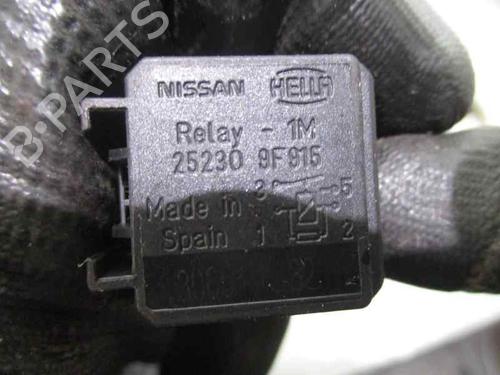 B-PARTS
NISSAN HELLA
Relay - 1M
25230 9F915
Made in 3 5
Spain 1 2